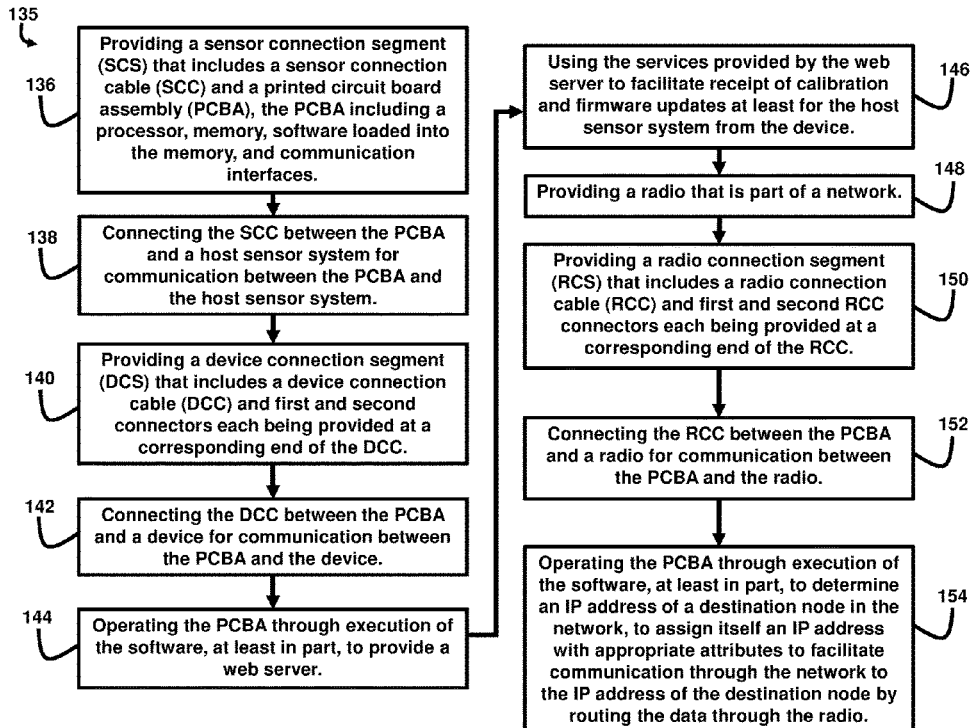 135
136
Providing a sensor connection segment
(SCS) that includes a sensor connection
cable (SCC) and a printed circuit board
assembly (PCBA), the PCBA including a
processor, memory, software loaded into
the memory, and communication
interfaces.
138
Connecting the SCC between the PCBA
and a host sensor system for
communication between the PCBA and
the host sensor system.
140
Providing a device connection segment
(DCS) that includes a device connection
cable (DCC) and first and second
connectors each being provided at a
corresponding end of the DCC.
142
Connecting the DCC between the PCBA
and a device for communication between
the PCBA and the device.
144
Operating the PCBA through execution of
the software, at least in part, to provide a
web server.
146
Using the services provided by the web
server to facilitate receipt of calibration
and firmware updates at least for the host
sensor system from the device.
148
Providing a radio that is part of a network.
150
Providing a radio connection segment
(RCS) that includes a radio connection
cable (RCC) and first and second RCC
connectors each being provided at a
corresponding end of the RCC.
152
Connecting the RCC between the PCBA
and a radio for communication between
the PCBA and the radio.
154
Operating the PCBA through execution of
the software, at least in part, to determine
an IP address of a destination node in the
network, to assign itself an IP address
with appropriate attributes to facilitate
communication through the network to
the IP address of the destination node by
routing the data through the radio.